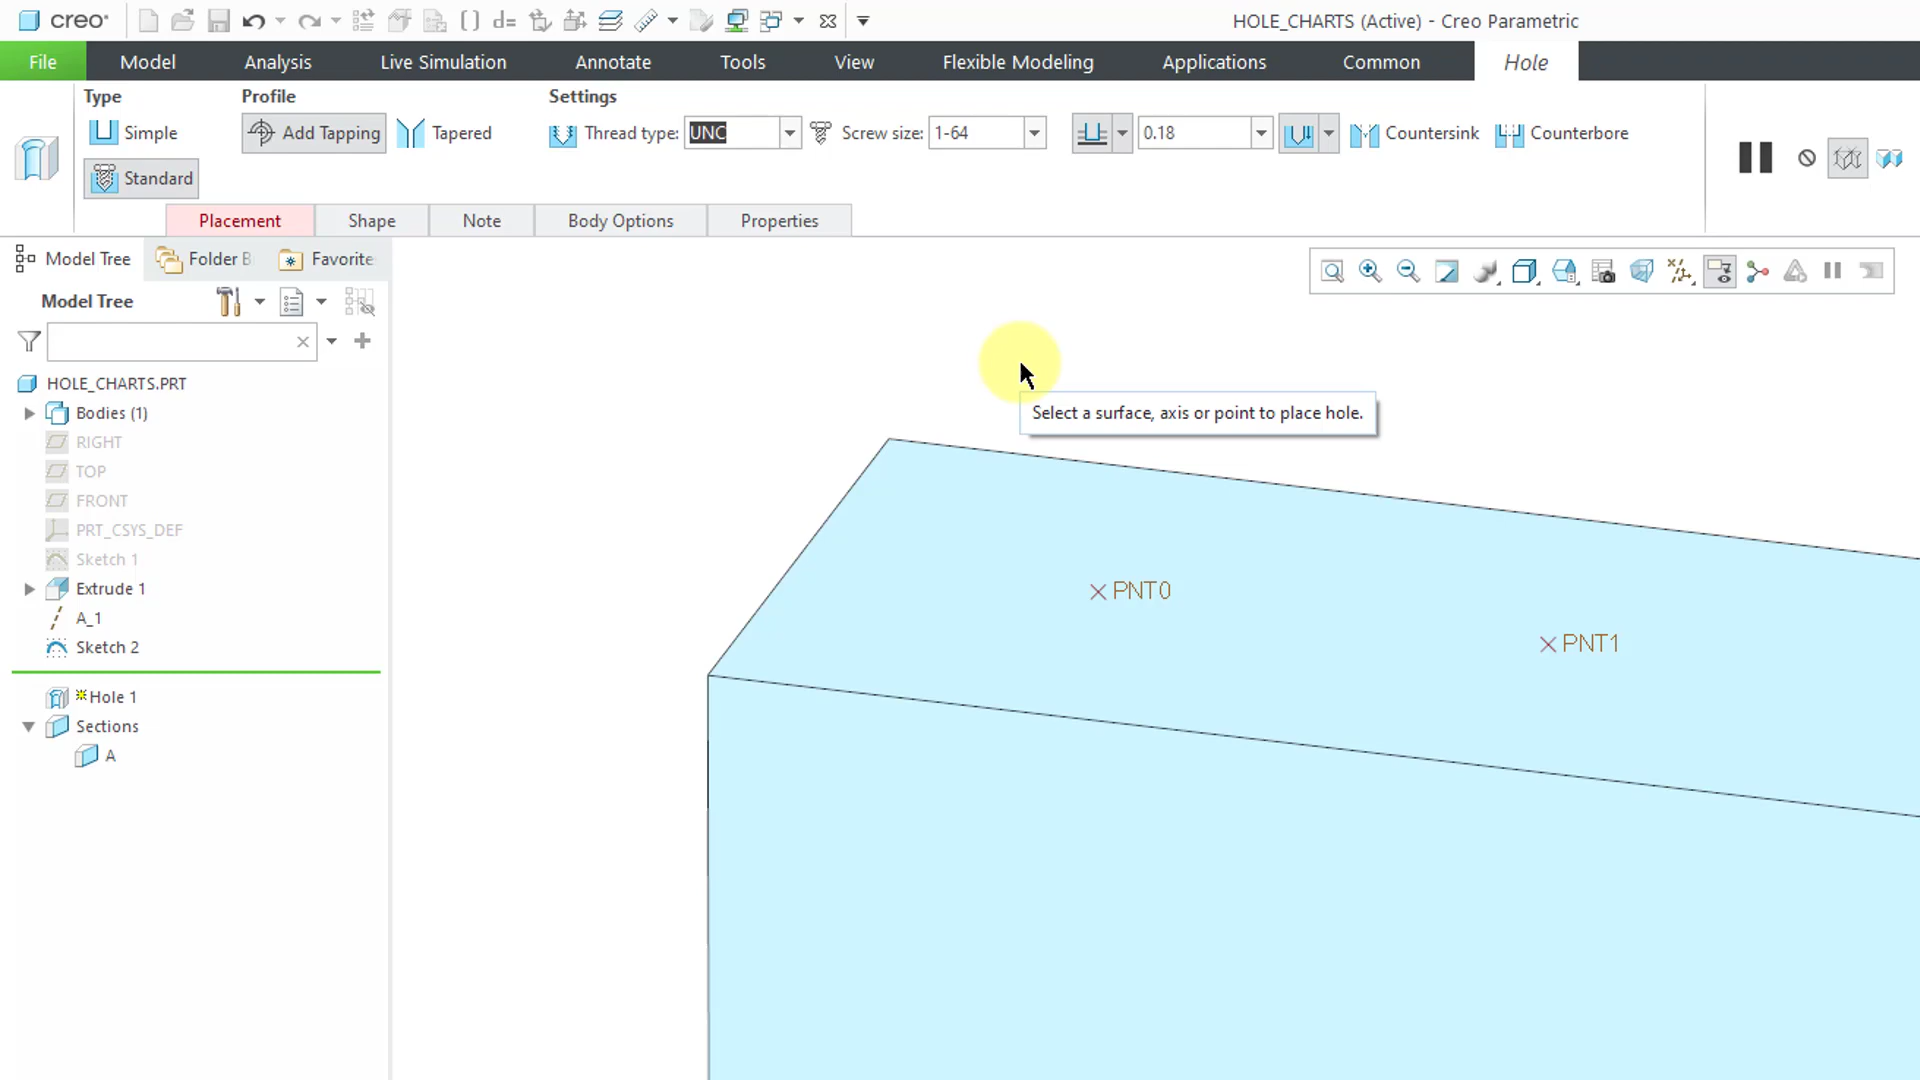 creo
d=
HOLE_CHARTS (Active) - Creo Parametric
File
Model
Analysis
Live Simulation
Annotate
Tools
View
Flexible Modeling
Applications
Common
Hole
Type
Profile
Settings
Simple
Add Tapping
Tapered
Thread type:
UNC
Screw size:
1-64
0.18
Countersink
Counterbore
Standard
Placement
Shape
Note
Body Options
Properties
Model Tree
Folder B
Favorite
Model Tree
HOLE_CHARTS.PRT
Bodies (1)
RIGHT
TOP
FRONT
PRT_CSYS_DEF
Sketch 1
Extrude 1
A_1
Sketch 2
Hole 1
Sections
A
Select a surface, axis or point to place hole.
PNT0
PNT1